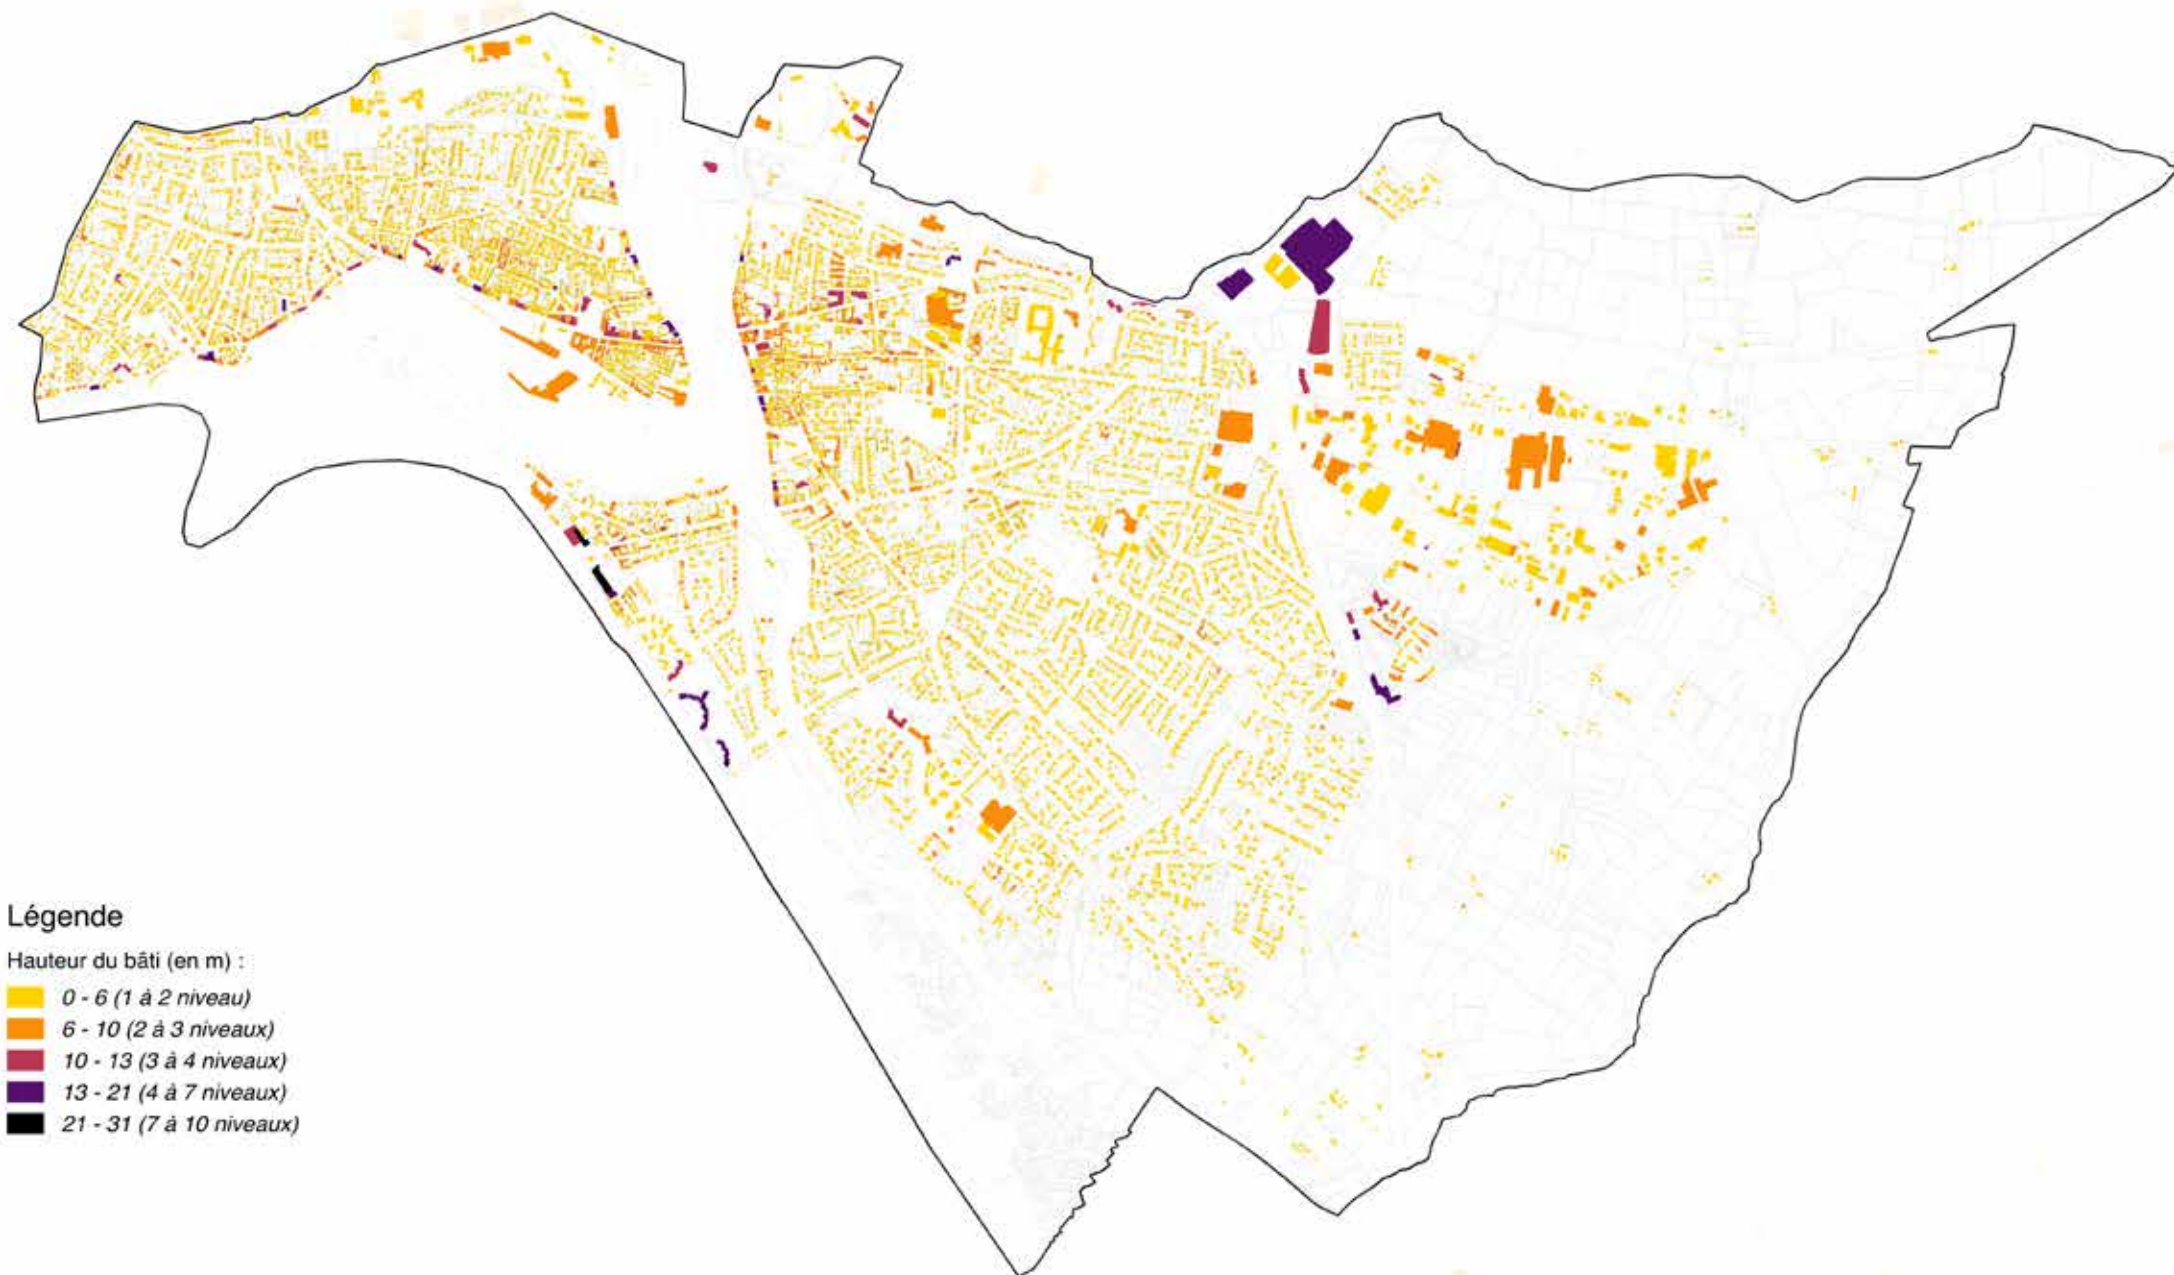 Légende
Hauteur du bâti (en m) :
0 - 6 (1 à 2 niveau)
6 - 10 (2 à 3 niveaux)
10 - 13 (3 à 4 niveaux)
13 - 21 (4 à 7 niveaux)
21 - 31 (7 à 10 niveaux)